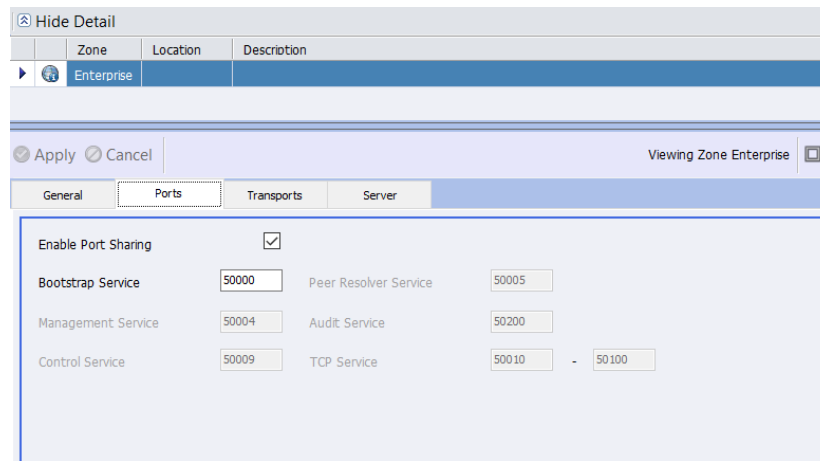 Hide Detail
Zone Location Description
Enterprise
Apply Cancel Viewing Zone Enterprise
General Ports Transports Server
Enable Port Sharing
Bootstrap Service 50000 Peer Resolver Service 50005
Management Service 50004 Audit Service 50200
Control Service 50009 TCP Service 50010 - 50100